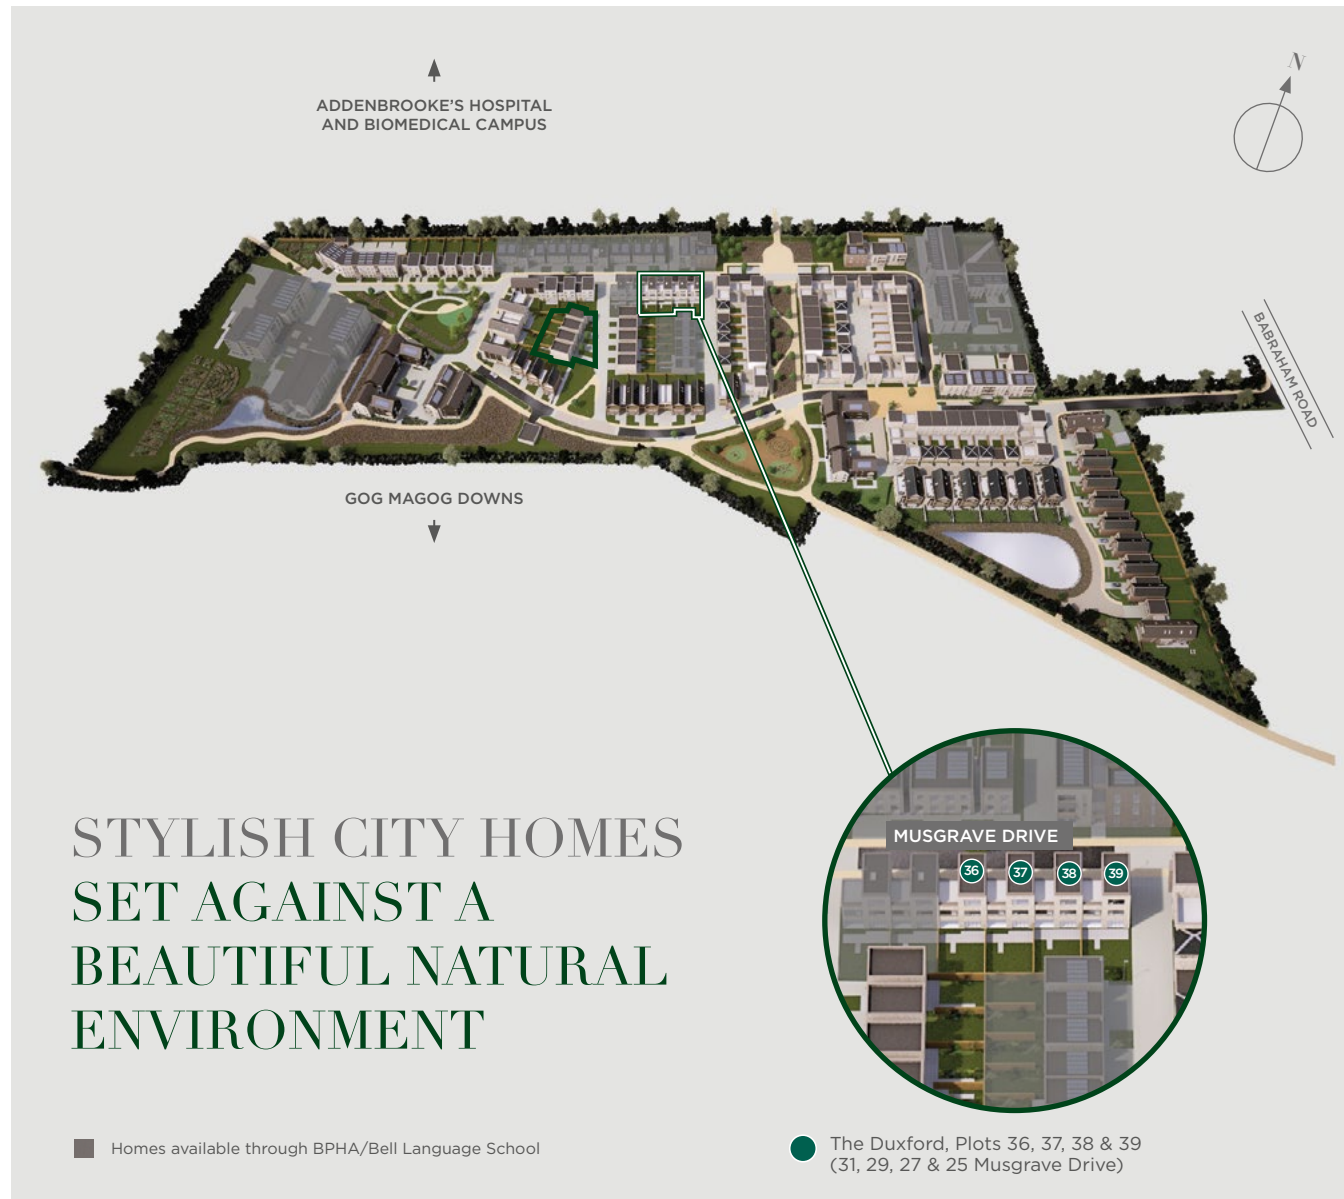 N
ADDENBROOKE'S HOSPITAL
AND BIOMEDICAL CAMPUS
BABRAHAM ROAD
GOG MAGOG DOWNS
STYLISH CITY HOMES
SET AGAINST A
BEAUTIFUL NATURAL
ENVIRONMENT
MUSGRAVE DRIVE
36 37 38 39
Homes available through BPHA/Bell Language School
The Duxford, Plots 36, 37, 38 & 39
(31, 29, 27 & 25 Musgrave Drive)